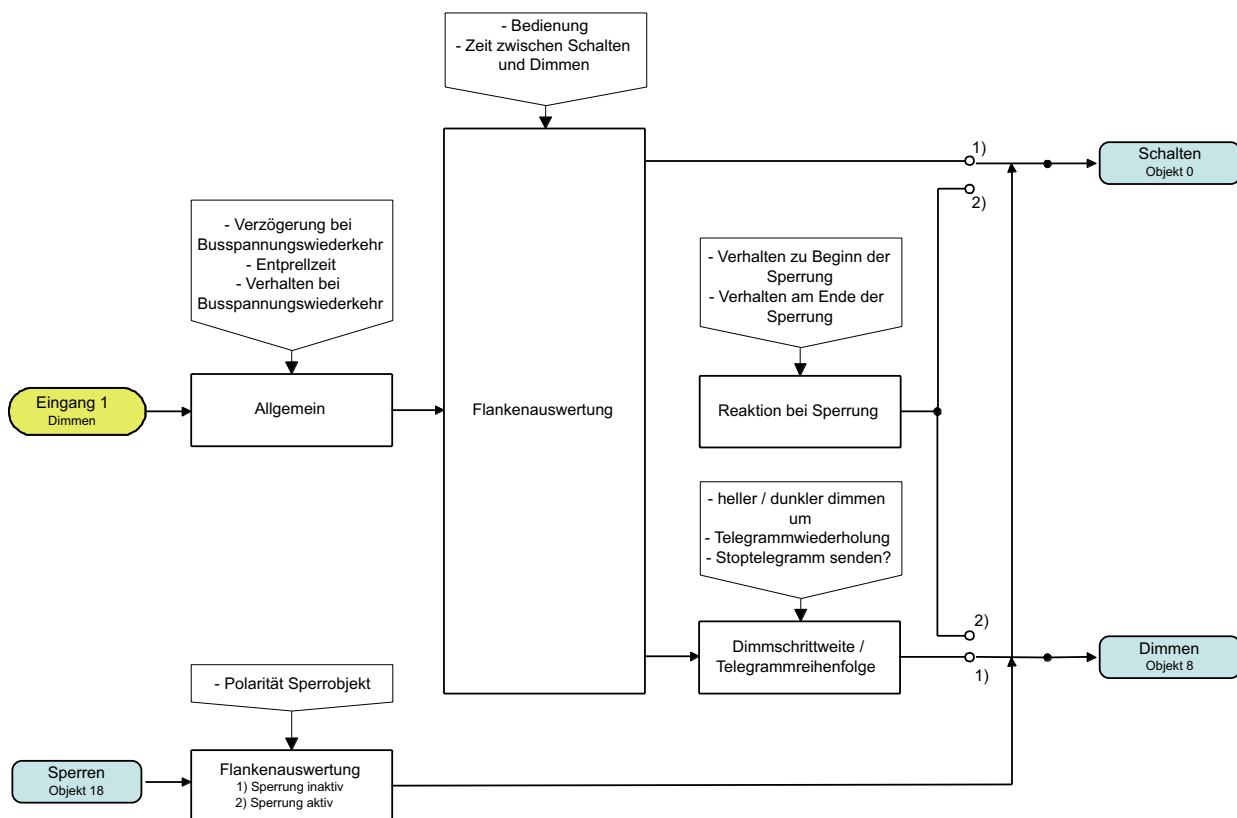 - Bedienung
- Zeit zwischen Schalten
und Dimmen
1)
Schalten
Objekt 0
2)
- Verzögerung bei
Busspannungswiederkehr
- Entprellzeit
- Verhalten bei
Busspannungswiederkehr
- Verhalten zu Beginn der
Sperrung
- Verhalten am Ende der
Sperrung
Eingang 1
Dimmen
Allgemein
Flankenauswertung
Reaktion bei Sperrung
- heller / dunkler dimmen
um
- Telegrammwiederholung
- Stoptelegramm senden?
2)
Dimmschrittweite /
Telegrammreihenfolge
1)
Dimmen
Objekt 8
- Polarität Sperrobjekt
Sperren
Objekt 18
Flankenauswertung
1) Sperrung inaktiv
2) Sperrung aktiv